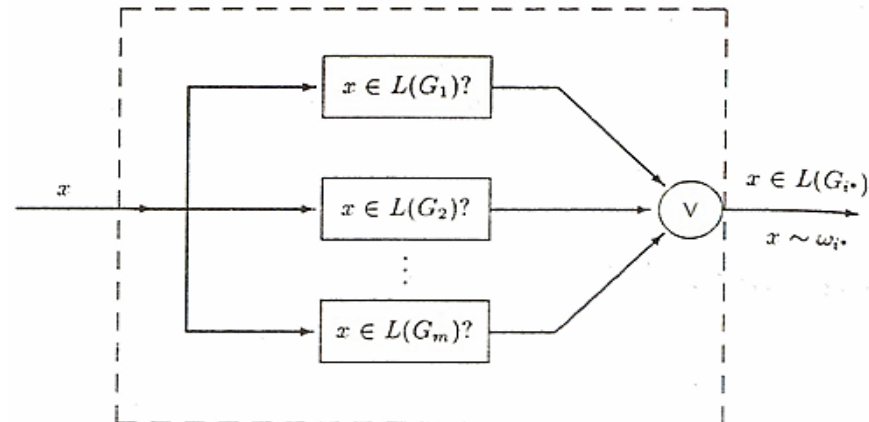 x ∈ L(G₁)?
x
x ∈ L(G₂)?
⋮
x ∈ L(Gₘ)?
∨
x ∈ L(G_{i*})
x ~ ω_{i*}